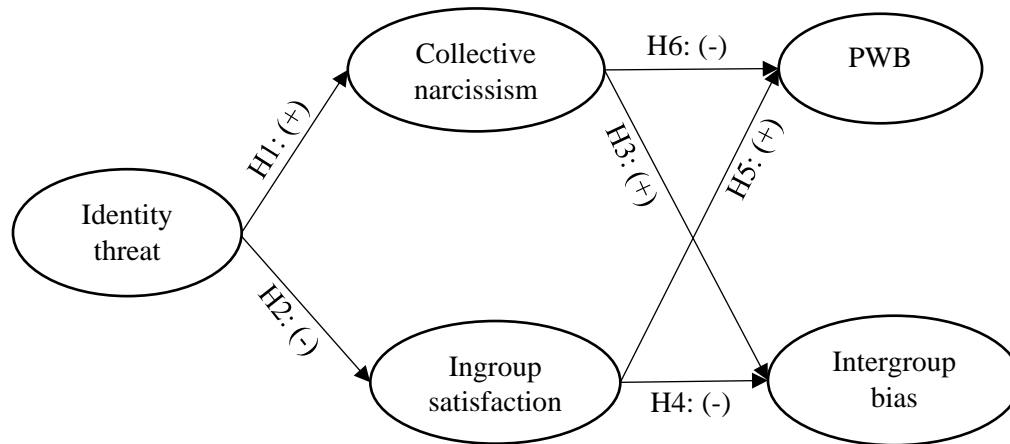 Collective
narcissism
H6: (-)
PWB
H1: (+)
H3: (+)
H5: (+)
Identity
threat
H2: (-)
Ingroup
satisfaction
H4: (-)
Intergroup
bias